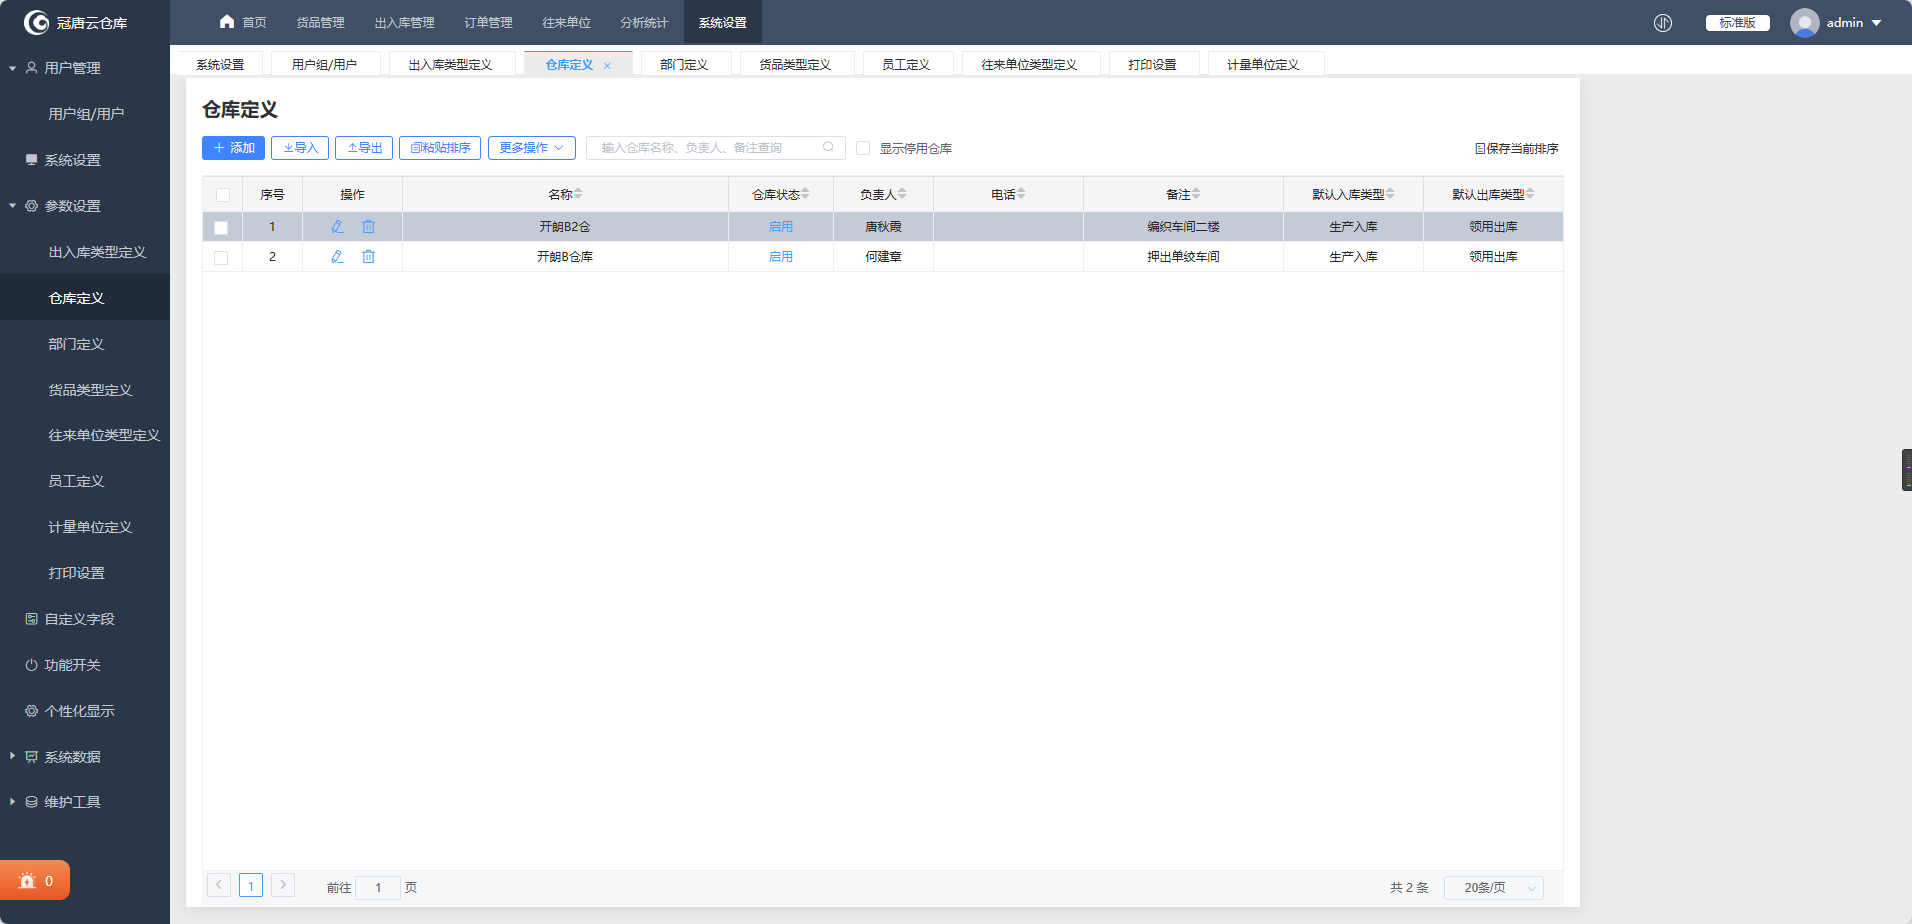 冠唐云仓库
首页 货品管理 出入库管理 订单管理 往来单位 分析统计 系统设置
标准版 admin
系统设置 用户组/用户 出入库类型定义 仓库定义 部门定义 货品类型定义 员工定义 往来单位类型定义 打印设置 计量单位定义
用户管理
用户组/用户
系统设置
参数设置
出入库类型定义
仓库定义
部门定义
货品类型定义
往来单位类型定义
员工定义
计量单位定义
打印设置
自定义字段
功能开关
个性化显示
系统数据
维护工具
0
仓库定义
添加 导入 导出 粘贴排序 更多操作 输入仓库名称、负责人、备注查询 显示停用仓库 保存当前排序
序号 操作 名称 仓库状态 负责人 电话 备注 默认入库类型 默认出库类型
1 开朗B2仓 启用 唐秋霞 编织车间二楼 生产入库 领用出库
2 开朗B仓库 启用 何建章 押出单绞车间 生产入库 领用出库
1 前往 1 页 共 2 条 20条/页